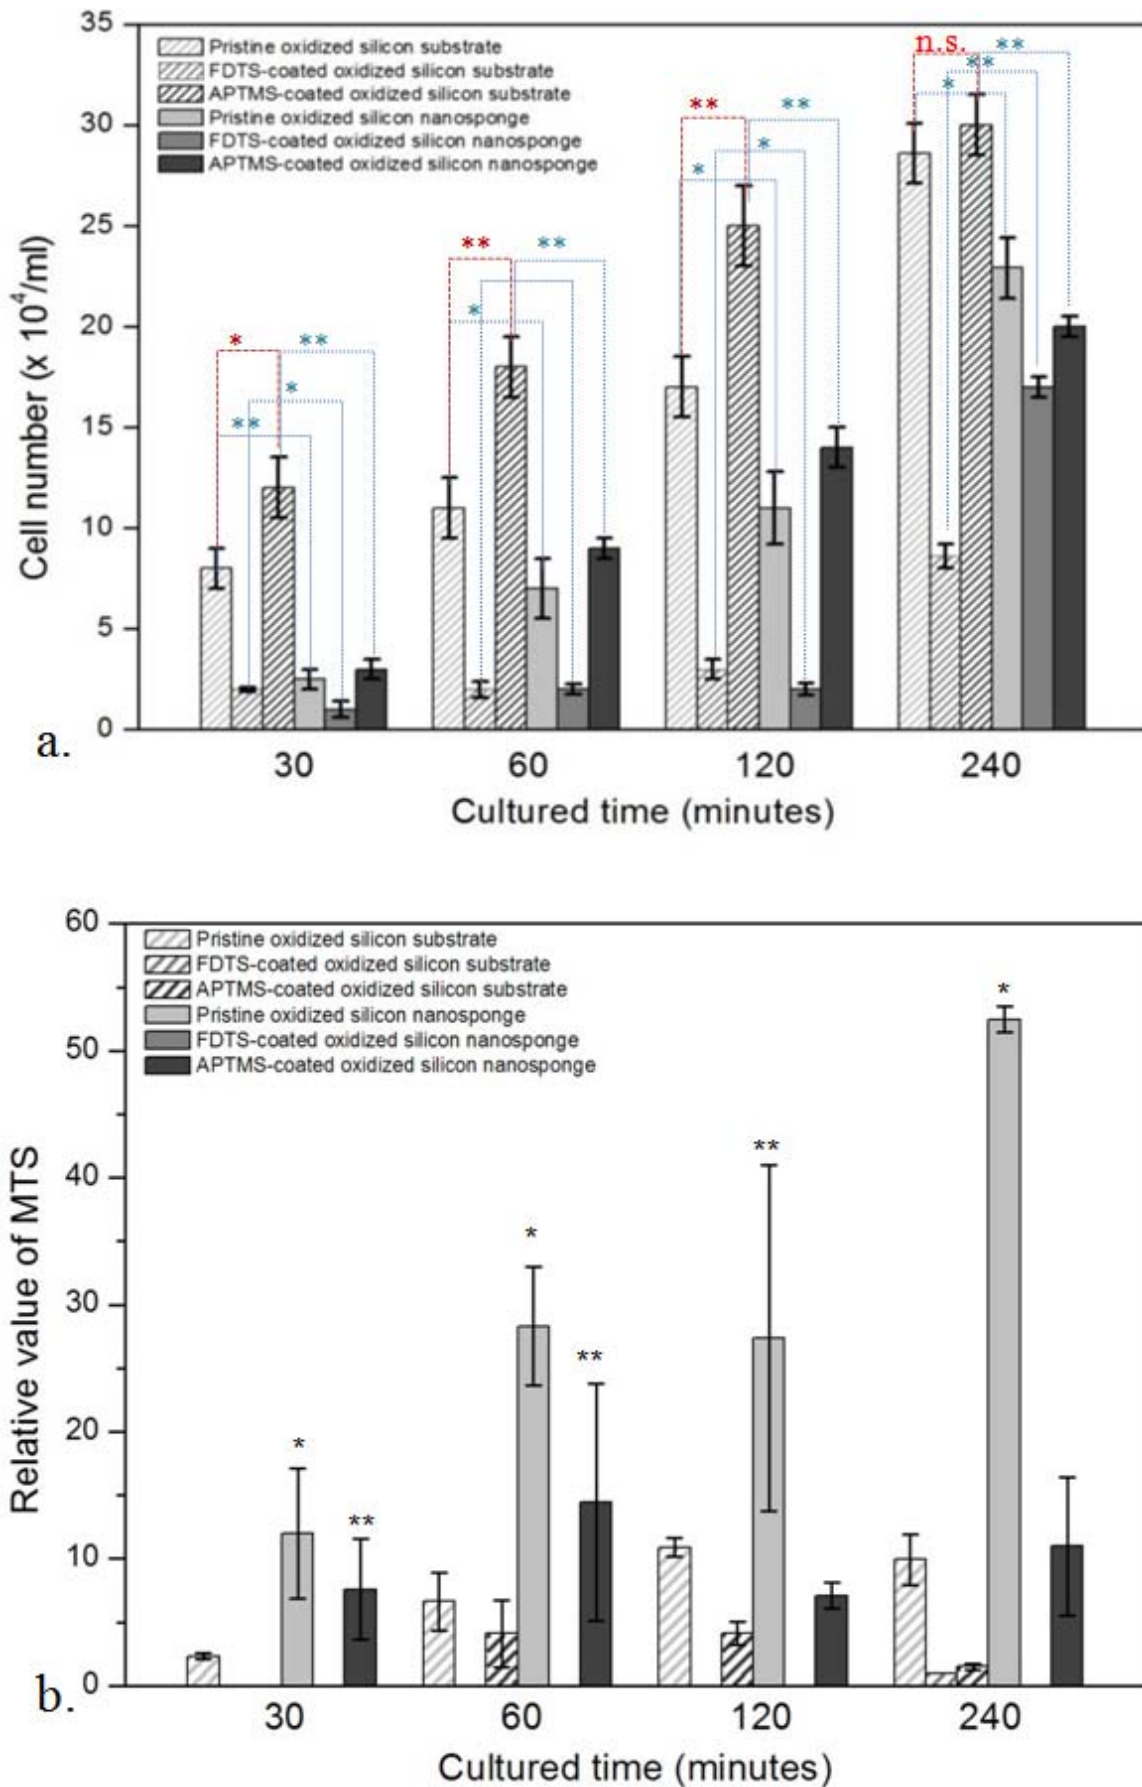 35
30
25
20
15
10
5
0
Cell number (x 10⁴/ml)
Pristine oxidized silicon substrate
FDTS-coated oxidized silicon substrate
APTMS-coated oxidized silicon substrate
Pristine oxidized silicon nanosponge
FDTS-coated oxidized silicon nanosponge
APTMS-coated oxidized silicon nanosponge
n.s.
**
**
*
**
**
*
*
**
**
*
*
**
*
**
a.
30 60 120 240
Cultured time (minutes)
60
50
40
30
20
10
0
Relative value of MTS
Pristine oxidized silicon substrate
FDTS-coated oxidized silicon substrate
APTMS-coated oxidized silicon substrate
Pristine oxidized silicon nanosponge
FDTS-coated oxidized silicon nanosponge
APTMS-coated oxidized silicon nanosponge
*
**
*
**
*
**
b.
30 60 120 240
Cultured time (minutes)